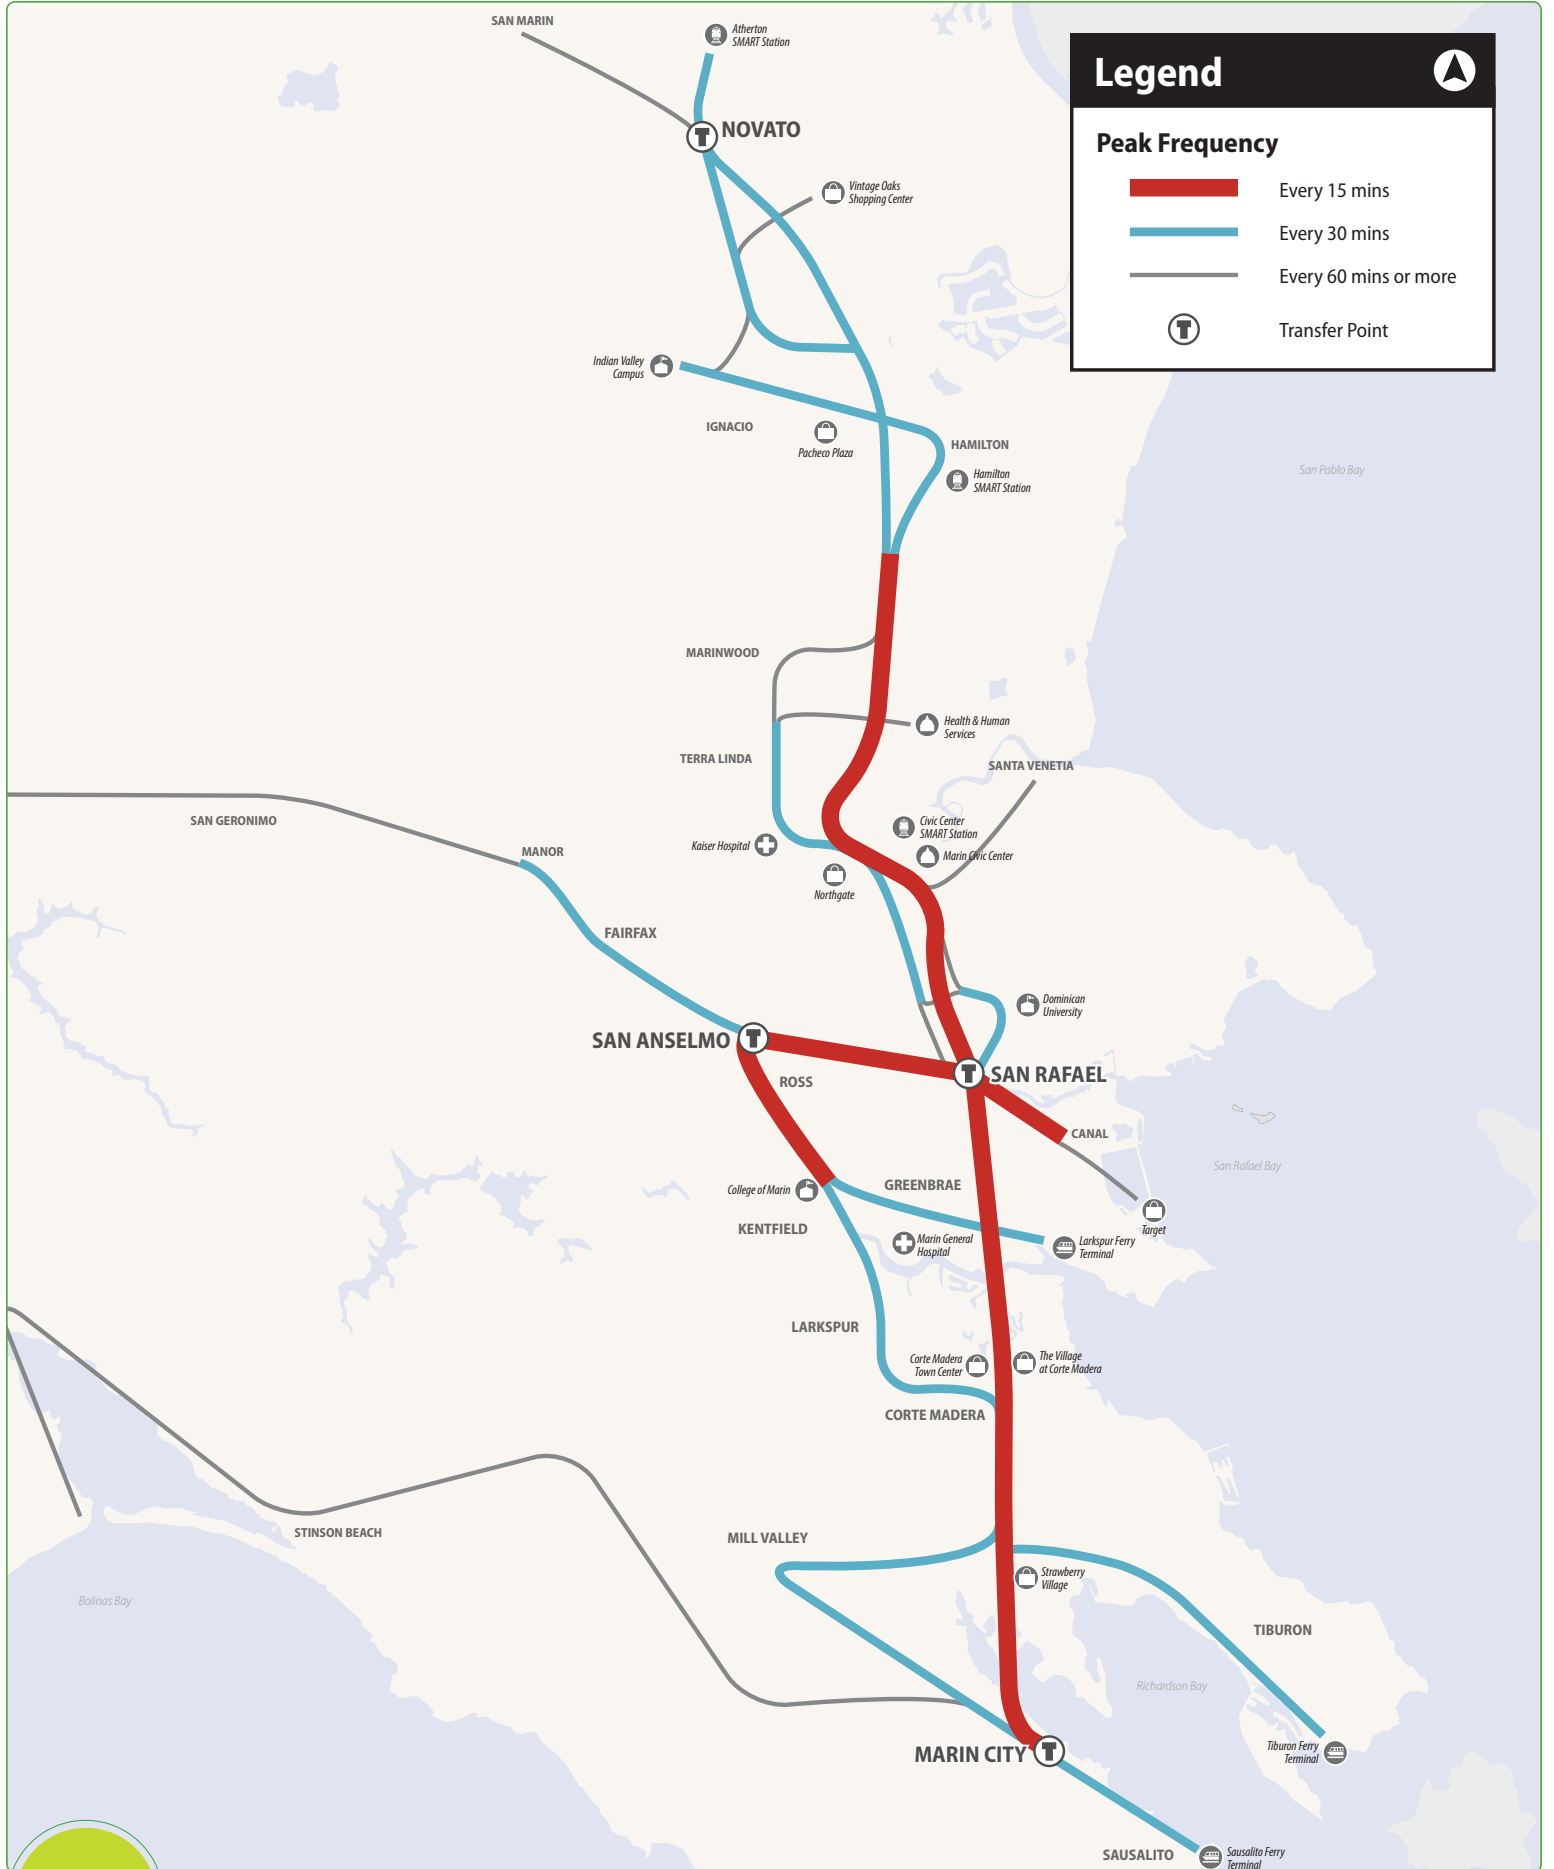 SAN MARIN
Atherton
SMART Station
Legend
NOVATO
Peak Frequency
Every 15 mins
Every 30 mins
Every 60 mins or more
T
Transfer Point
T
Vintage Oaks
Shopping Center
Indian Valley
Campus
IGNACIO
Pacheco Plaza
HAMILTON
Hamilton
SMART Station
San Pablo Bay
MARINWOOD
Health & Human
Services
TERRA LINDA
SANTA VENETIA
SAN GERONIMO
Civic Center
SMART Station
Kaiser Hospital
MANOR
Marin Civic Center
Northgate
FAIRFAX
Dominican
University
SAN ANSELMO
T
SAN RAFAEL
T
ROSS
CANAL
San Rafael Bay
College of Marin
GREENBRAE
Target
KENTFIELD
Marin General
Hospital
Larkspur Ferry
Terminal
LARKSPUR
Corte Madera
Town Center
The Village
at Corte Madera
CORTE MADERA
STINSON BEACH
MILL VALLEY
Strawberry
Village
Bolinas Bay
TIBURON
Richardson Bay
MARIN CITY
T
Tiburon Ferry
Terminal
SAUSALITO
Sausalito Ferry
Terminal